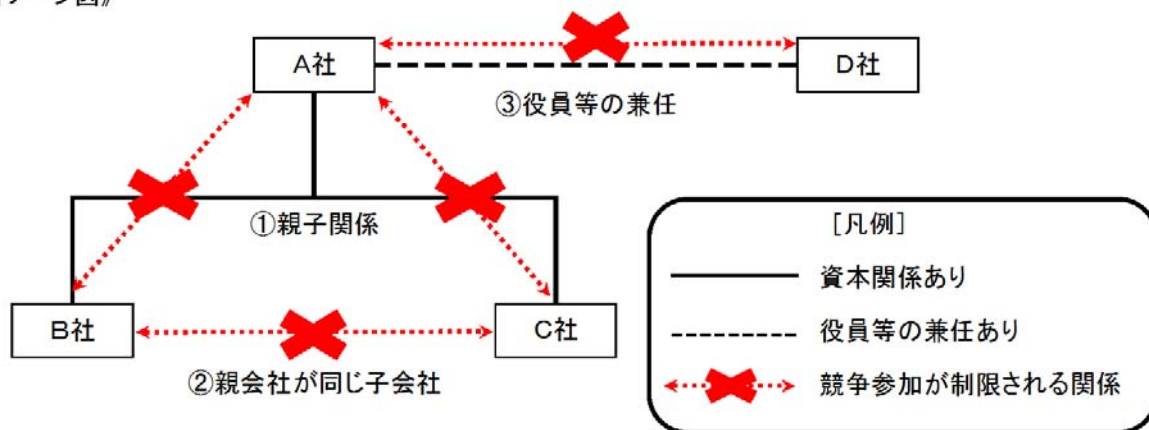 A社
D社
③役員等の兼任
①親子関係
B社
C社
②親会社が同じ子会社
[凡例]
資本関係あり
役員等の兼任あり
競争参加が制限される関係